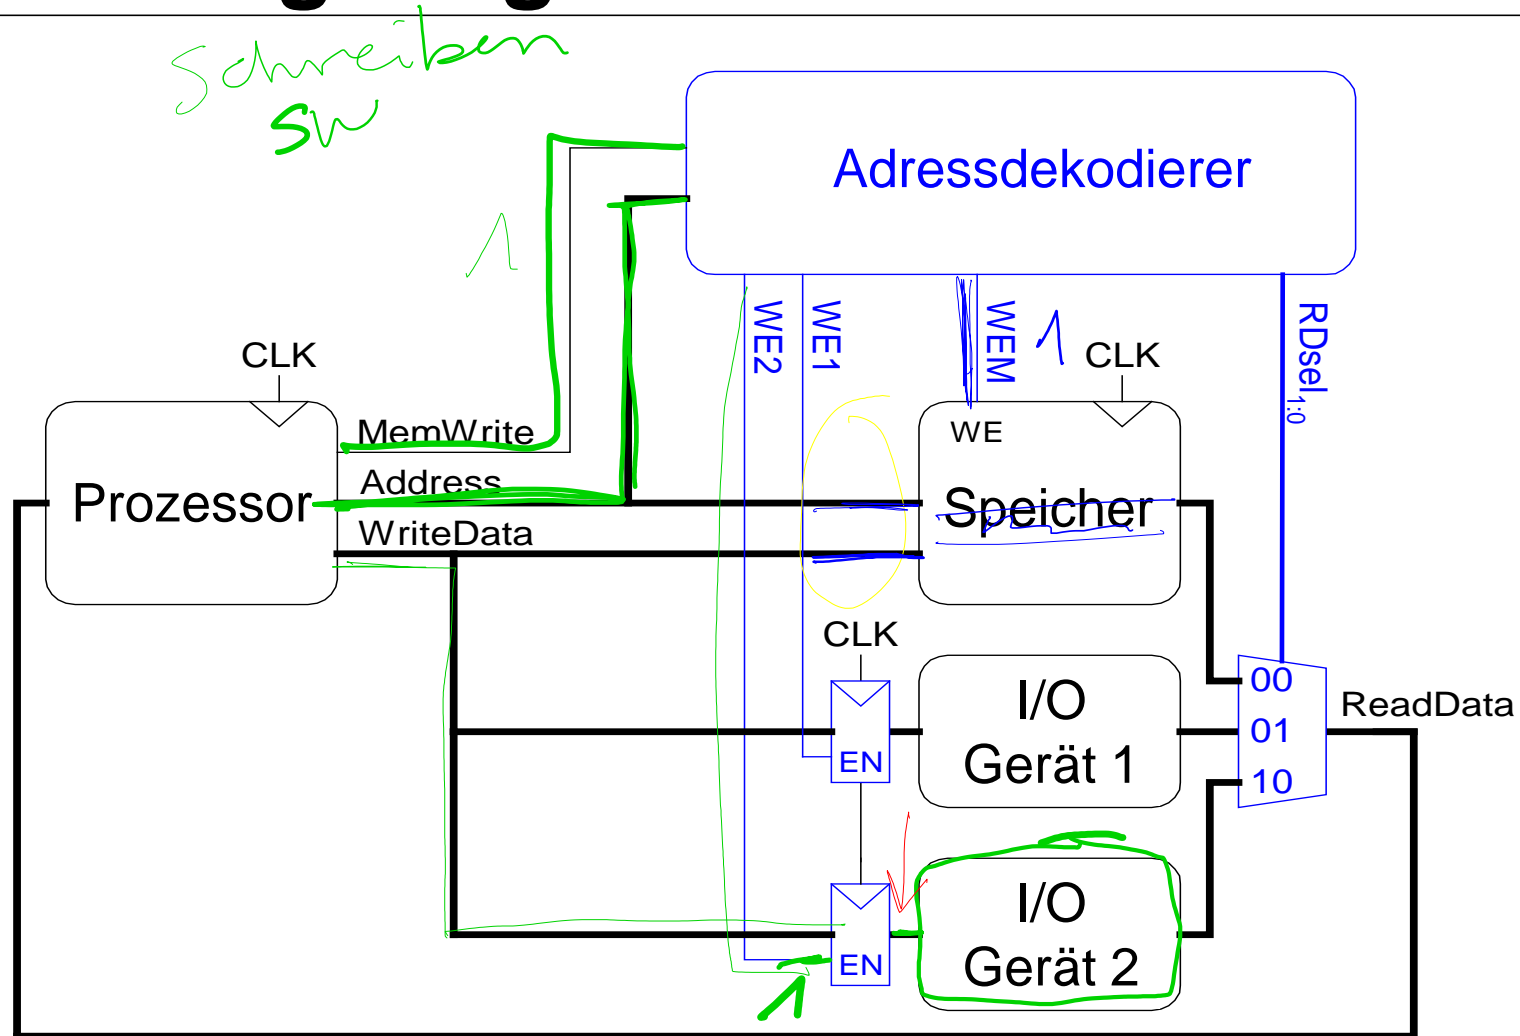 Schreiben
sw
Adressdekodierer
1
WE2
WE1
WEM
1
RDsel1:0
CLK
CLK
MemWrite
WE
Address
Prozessor
Speicher
WriteData
CLK
I/O
Gerät 1
EN
00
01
10
ReadData
I/O
Gerät 2
EN
1